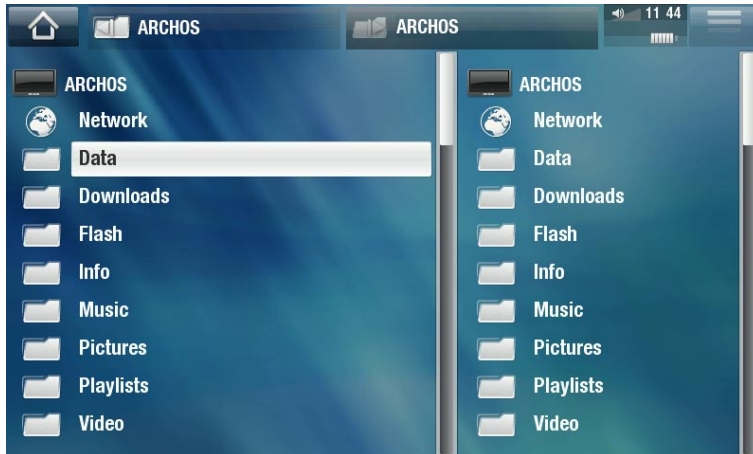 ARCHOS
ARCHOS
11 44
ARCHOS
Network
Data
Downloads
Flash
Info
Music
Pictures
Playlists
Video
ARCHOS
Network
Data
Downloads
Flash
Info
Music
Pictures
Playlists
Video